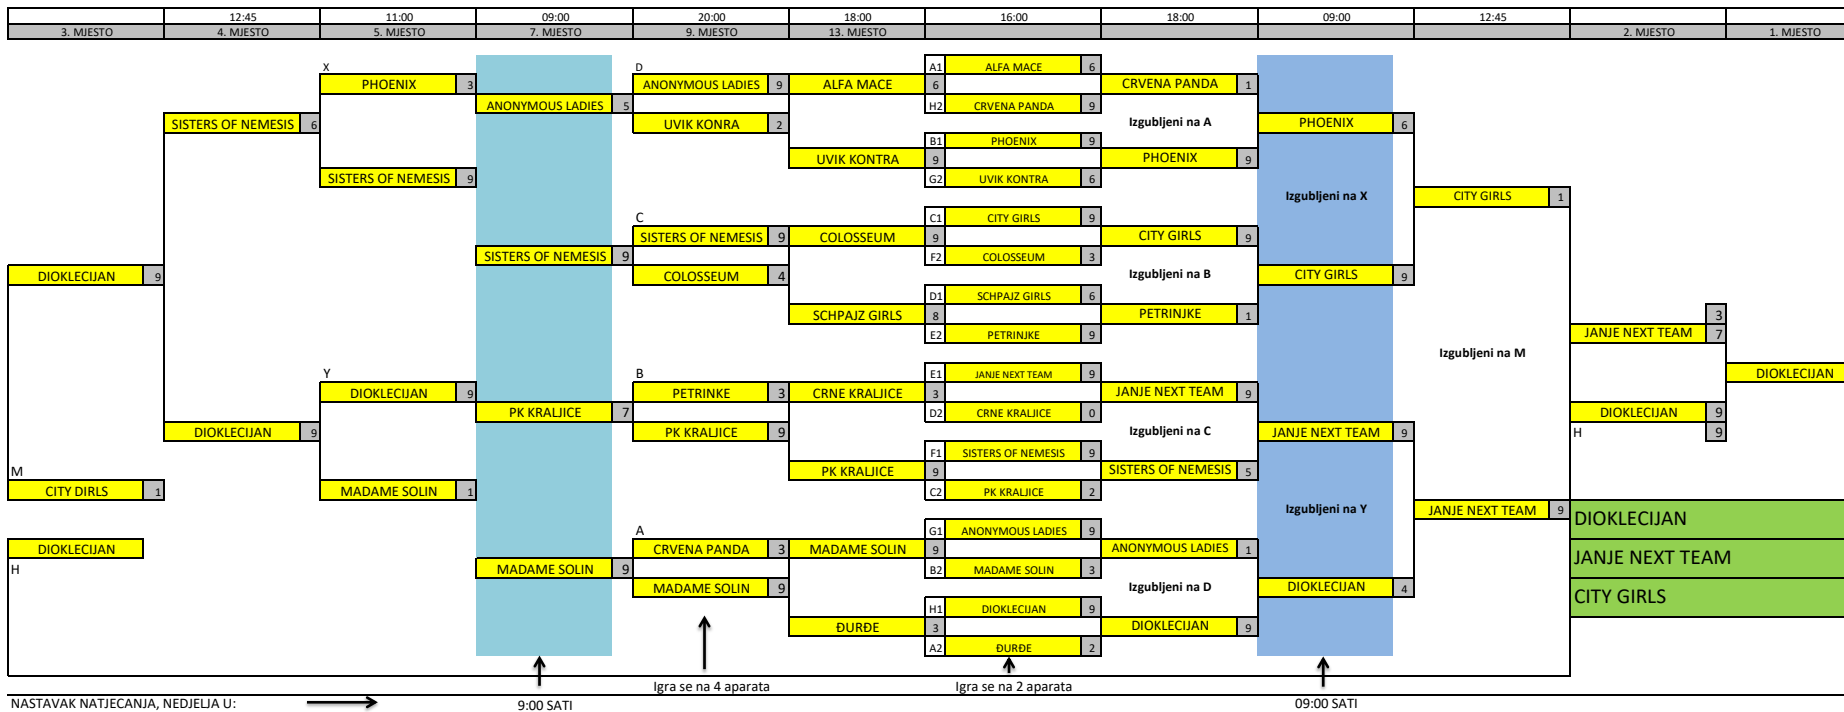 12:45 11:00 09:00 20:00 18:00 16:00 18:00 09:00 12:45
3. MJESTO 4. MJESTO 5. MJESTO 7. MJESTO 9. MJESTO 13. MJESTO 2. MJESTO 1. MJESTO
X D A1 ALFA MACE 6
PHOENIX 3 ANONYMOUS LADIES 9 ALFA MACE 6 CRVENA PANDA 1
ANONYMOUS LADIES 5 H2 CRVENA PANDA 9
SISTERS OF NEMESIS 6 UVIK KONRA 2 Izgubljeni na A PHOENIX 6
B1 PHOENIX 9
UVIK KONTRA 9 PHOENIX 9
SISTERS OF NEMESIS 9 G2 UVIK KONTRA 6
Izgubljeni na X CITY GIRLS 1
C C1 CITY GIRLS 9
SISTERS OF NEMESIS 9 COLOSSEUM 9 CITY GIRLS 9
SISTERS OF NEMESIS 9 F2 COLOSSEUM 3
DIOKLECIJAN 9 COLOSSEUM 4 Izgubljeni na B CITY GIRLS 9
D1 SCHPAJZ GIRLS 6
SCHPAJZ GIRLS 8 PETRINJKE 1 3
E2 PETRINJKE 9 JANJE NEXT TEAM 7
Izgubljeni na M
Y B E1 JANJE NEXT TEAM 9 DIOKLECIJAN
DIOKLECIJAN 9 PETRINKE 3 CRNE KRALJICE 3 JANJE NEXT TEAM 9
PK KRALJICE 7 D2 CRNE KRALJICE 0 DIOKLECIJAN 9
DIOKLECIJAN 9 PK KRALJICE 9 Izgubljeni na C JANJE NEXT TEAM 9 H 9
F1 SISTERS OF NEMESIS 9
M PK KRALJICE 9 SISTERS OF NEMESIS 5
CITY DIRLS 1 MADAME SOLIN 1 C2 PK KRALJICE 2
Izgubljeni na Y JANJE NEXT TEAM 9
DIOKLECIJAN
A G1 ANONYMOUS LADIES 9
DIOKLECIJAN CRVENA PANDA 3 MADAME SOLIN 9 ANONYMOUS LADIES 1
JANJE NEXT TEAM
H MADAME SOLIN 9 B2 MADAME SOLIN 3
MADAME SOLIN 9 Izgubljeni na D DIOKLECIJAN 4
CITY GIRLS
H1 DIOKLECIJAN 9
ĐURĐE 3 DIOKLECIJAN 9
A2 ĐURĐE 2
Igra se na 4 aparata Igra se na 2 aparata
NASTAVAK NATJECANJA, NEDJELJA U: 9:00 SATI 09:00 SATI